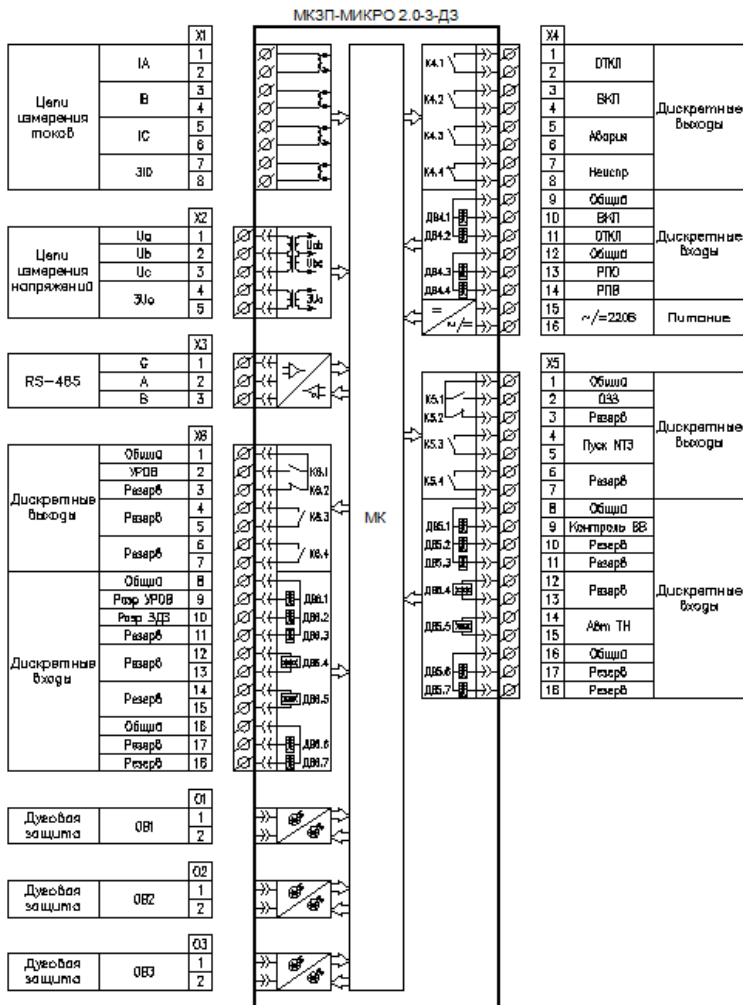 МКЗП-МИКРО 2.0-3-ДЗ
X1
Цепи измерения токов
IA
1
2
IB
3
4
IC
5
6
3I0
7
8
X2
Цепи измерения напряжений
Ua
1
Ub
2
Uc
3
3Uo
4
5
Uab
Ubc
3Uo
X3
RS-485
G
1
A
2
B
3
X6
Дискретные выходы
Общий
1
УРОВ
2
Резерв
3
Резерв
4
5
Резерв
6
7
K6.1
K6.2
K6.3
K6.4
Дискретные входы
Общий
8
Разр УРОВ
9
Разр ЗДЗ
10
Резерв
11
Резерв
12
13
Резерв
14
15
Общий
16
Резерв
17
Резерв
18
ДВ6.1
ДВ6.2
ДВ6.3
ДВ6.4
ДВ6.5
ДВ6.6
ДВ6.7
O1
Дуговая защита
ОВ1
1
2
O2
Дуговая защита
ОВ2
1
2
O3
Дуговая защита
ОВ3
1
2
МК
K4.1
K4.2
K4.3
K4.4
ДВ4.1
ДВ4.2
ДВ4.3
ДВ4.4
=
~/=
X4
1
2
ОТКЛ
3
4
ВКЛ
5
6
Авария
7
8
Неиспр
Дискретные выходы
9
Общий
10
ВКЛ
11
ОТКЛ
12
Общий
13
РПО
14
РПВ
Дискретные входы
15
16
~/=220В
Питание
K5.1
K5.2
K5.3
K5.4
ДВ5.1
ДВ5.2
ДВ5.3
ДВ5.4
ДВ5.5
ДВ5.6
ДВ5.7
X5
1
Общий
2
ОЗЗ
3
Резерв
4
5
Пуск МТЗ
6
7
Резерв
Дискретные выходы
8
Общий
9
Контроль ВВ
10
Резерв
11
Резерв
12
13
Резерв
14
15
Авт ТН
16
Общий
17
Резерв
18
Резерв
Дискретные входы